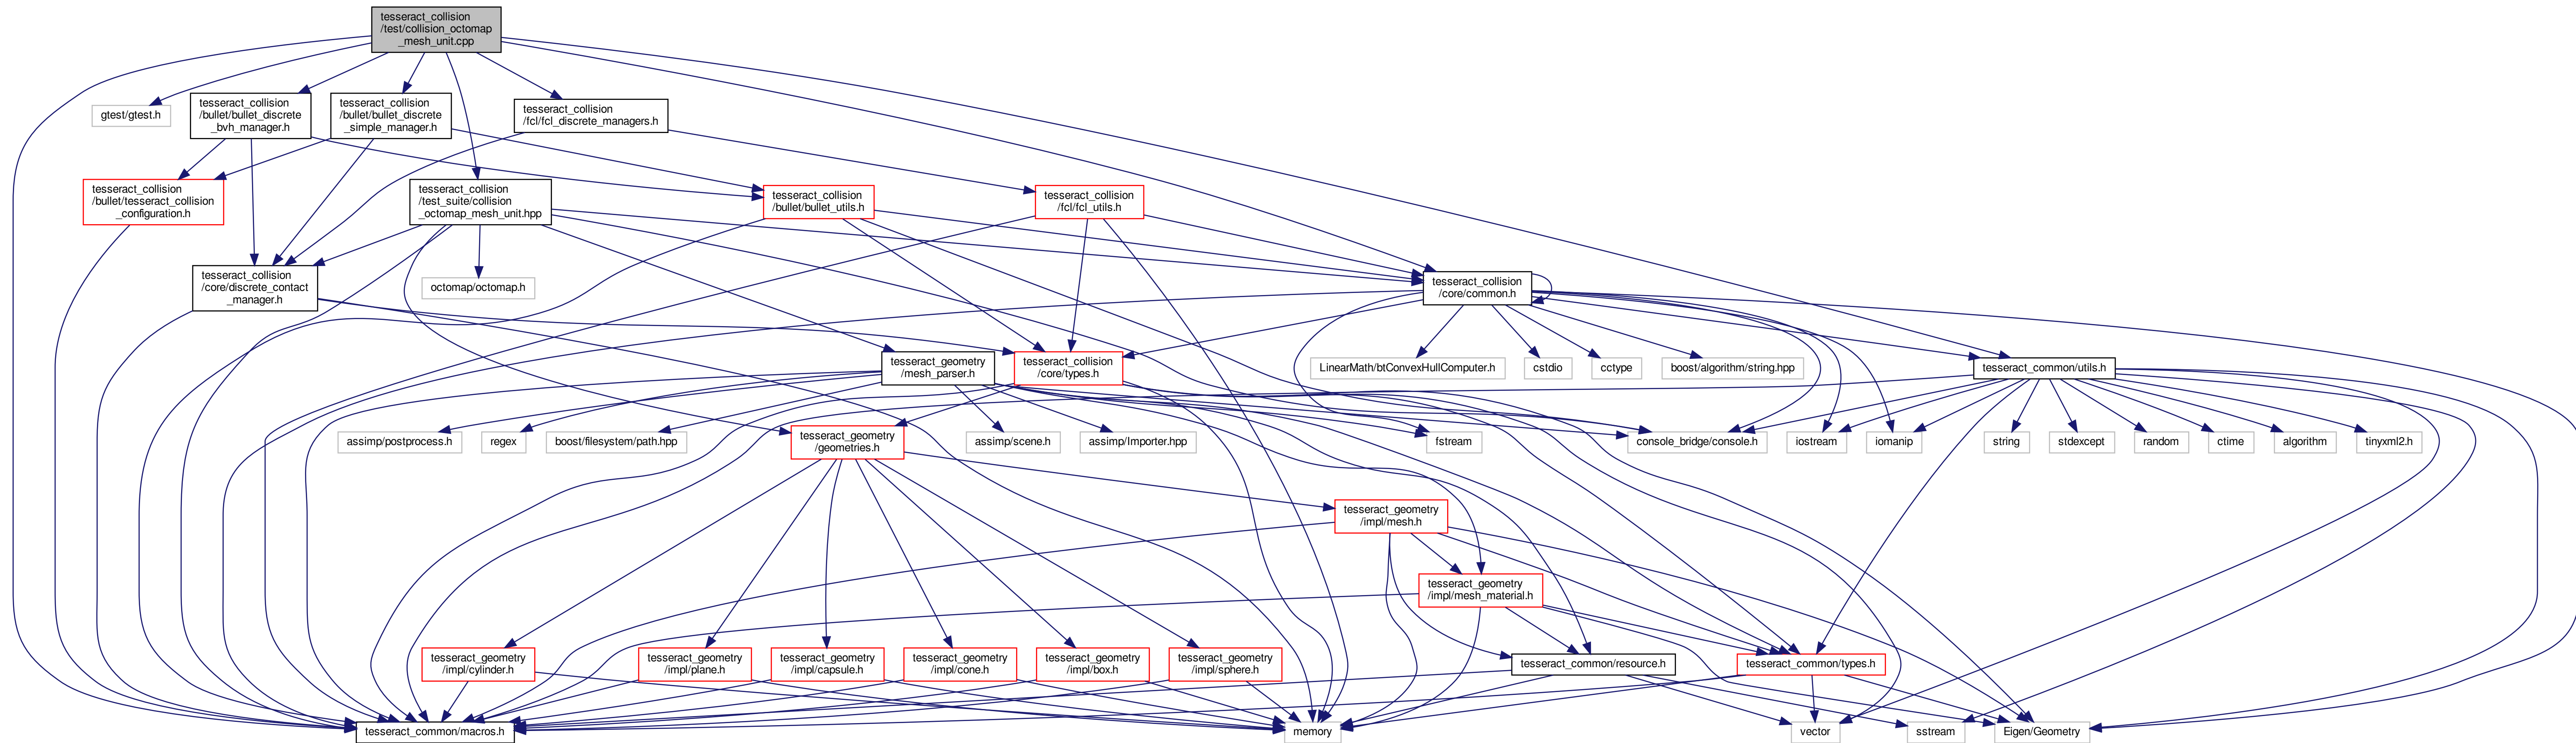 tesseract_collision
/test/collision_octomap
_mesh_unit.cpp
gtest/gtest.h
tesseract_collision
/bullet/bullet_discrete
_bvh_manager.h
tesseract_collision
/bullet/bullet_discrete
_simple_manager.h
tesseract_collision
/fcl/fcl_discrete_managers.h
tesseract_collision
/bullet/tesseract_collision
_configuration.h
tesseract_collision
/test_suite/collision
_octomap_mesh_unit.hpp
tesseract_collision
/bullet/bullet_utils.h
tesseract_collision
/fcl/fcl_utils.h
tesseract_collision
/core/discrete_contact
_manager.h
octomap/octomap.h
tesseract_collision
/core/common.h
tesseract_geometry
/mesh_parser.h
tesseract_collision
/core/types.h
LinearMath/btConvexHullComputer.h
cstdio
cctype
boost/algorithm/string.hpp
tesseract_common/utils.h
assimp/postprocess.h
regex
boost/filesystem/path.hpp
tesseract_geometry
/geometries.h
assimp/scene.h
assimp/Importer.hpp
fstream
console_bridge/console.h
iostream
iomanip
string
stdexcept
random
ctime
algorithm
tinyxml2.h
tesseract_geometry
/impl/mesh.h
tesseract_geometry
/impl/mesh_material.h
tesseract_geometry
/impl/cylinder.h
tesseract_geometry
/impl/plane.h
tesseract_geometry
/impl/capsule.h
tesseract_geometry
/impl/cone.h
tesseract_geometry
/impl/box.h
tesseract_geometry
/impl/sphere.h
tesseract_common/resource.h
tesseract_common/types.h
tesseract_common/macros.h
memory
vector
sstream
Eigen/Geometry